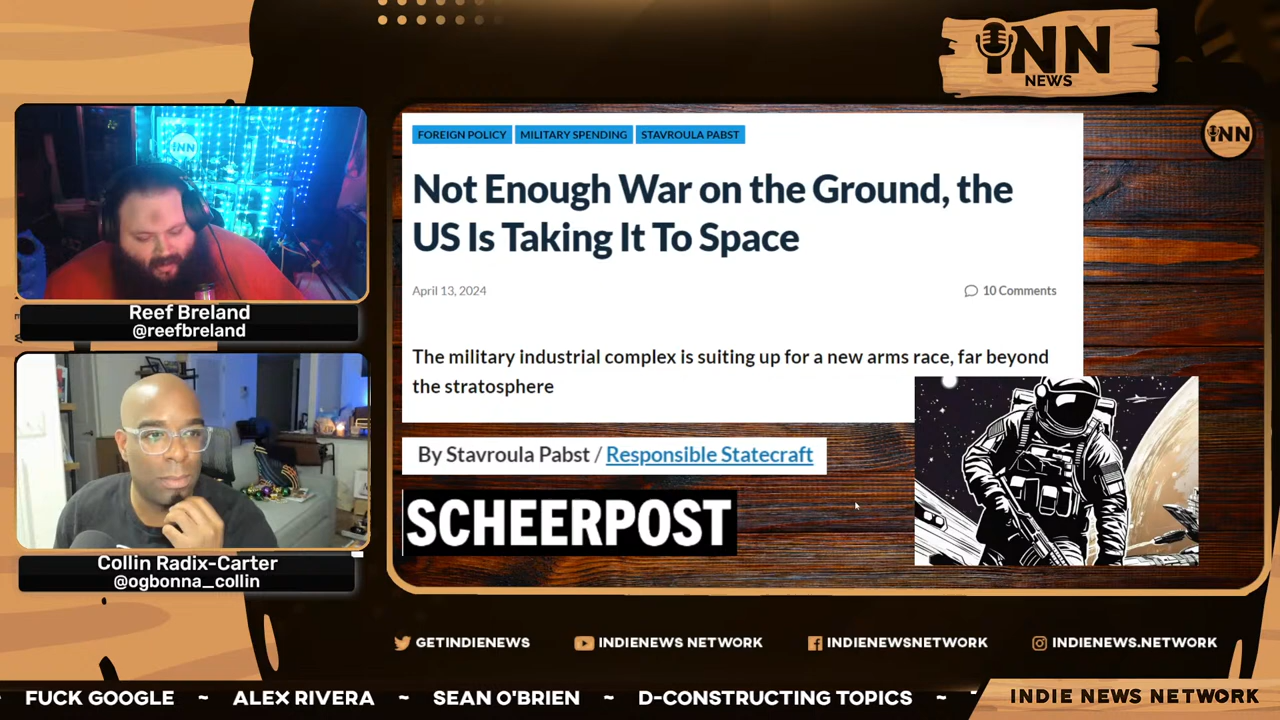 INN
NEWS
INN
FOREIGN POLICY
MILITARY SPENDING
STAVROULA PABST
Not Enough War on the Ground, the
US Is Taking It To Space
April 13, 2024
10 Comments
The military industrial complex is suiting up for a new arms race, far beyond
the stratosphere
By Stavroula Pabst / Responsible Statecraft
SCHEERPOST
INN
Reef Breland
@reefbreland
Collin Radix-Carter
@ogbonna_collin
GETINDIENEWS
INDIENEWS NETWORK
INDIENEWSNETWORK
INDIENEWS.NETWORK
FUCK GOOGLE ~ ALEX RIVERA ~ SEAN O'BRIEN ~ D-CONSTRUCTING TOPICS ~
INDIE NEWS NETWORK